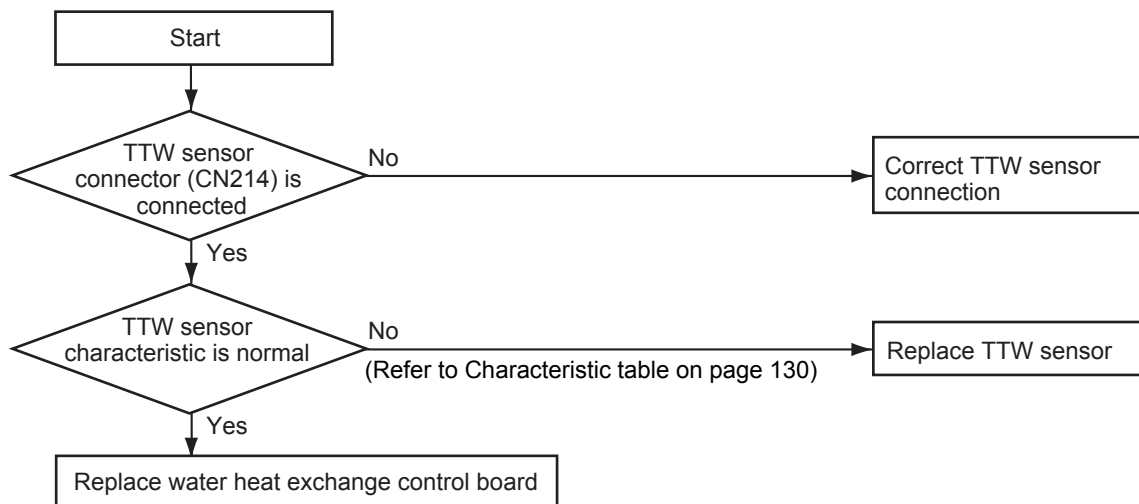 Start
TTW sensor
connector (CN214) is
connected
No
Correct TTW sensor
connection
Yes
TTW sensor
characteristic is normal
No
(Refer to Characteristic table on page 130)
Replace TTW sensor
Yes
Replace water heat exchange control board